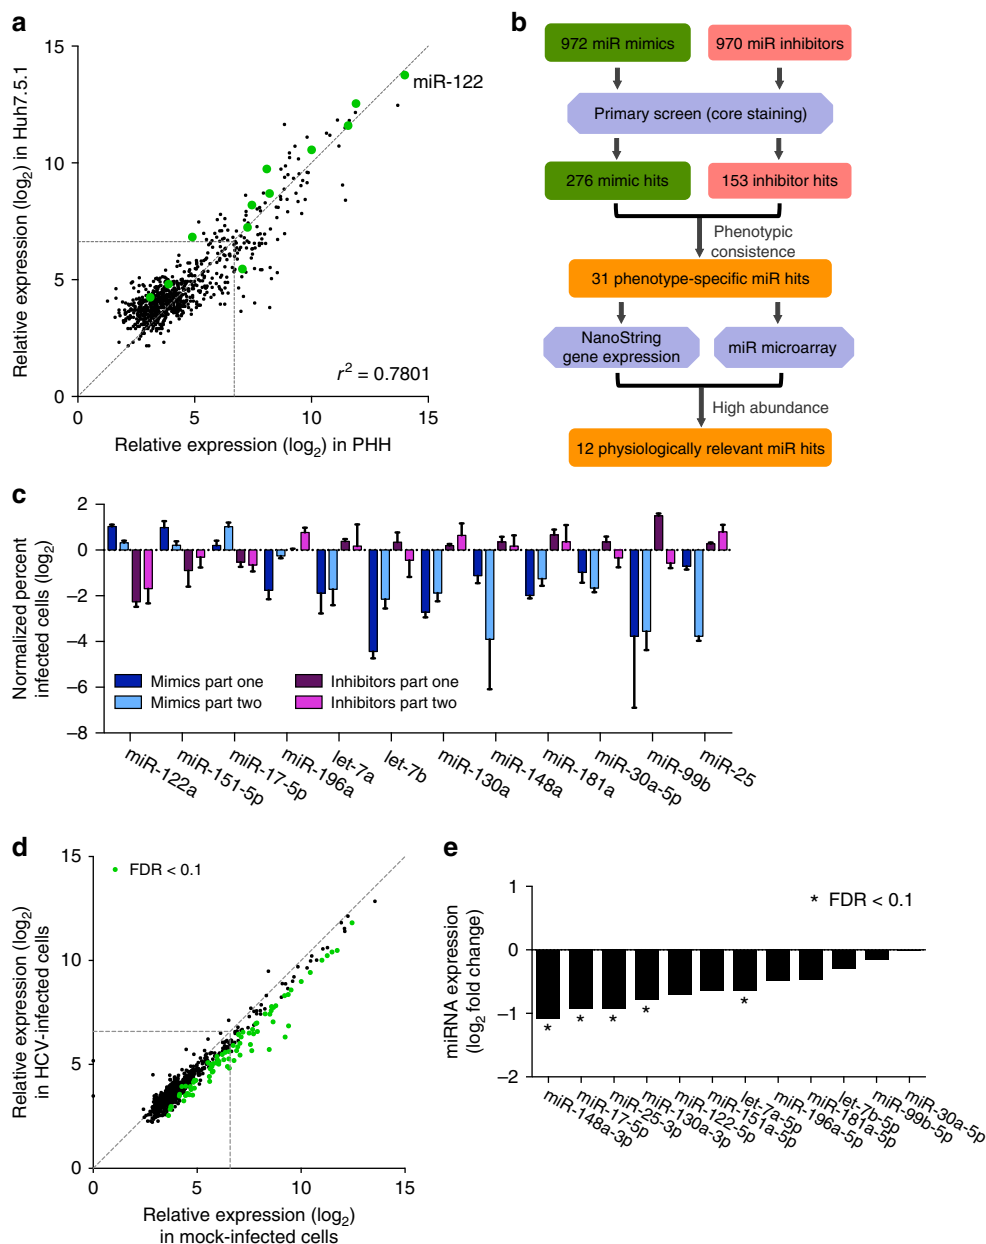 a
15
10
5
0
0
5
10
15
Relative expression (log2) in Huh7.5.1
Relative expression (log2) in PHH
miR-122
r2 = 0.7801
b
972 miR mimics
970 miR inhibitors
Primary screen (core staining)
276 mimic hits
153 inhibitor hits
Phenotypic
consistence
31 phenotype-specific miR hits
NanoString
gene expression
miR microarray
High abundance
12 physiologically relevant miR hits
c
2
0
−2
−4
−6
−8
Normalized percent
infected cells (log2)
Mimics part one
Mimics part two
Inhibitors part one
Inhibitors part two
miR-122a
miR-151-5p
miR-17-5p
miR-196a
let-7a
let-7b
miR-130a
miR-148a
miR-181a
miR-30a-5p
miR-99b
miR-25
d
15
10
5
0
0
5
10
15
FDR < 0.1
Relative expression (log2)
in HCV-infected cells
Relative expression (log2)
in mock-infected cells
e
1
0
−1
−2
miRNA expression
(log2 fold change)
* FDR < 0.1
*
*
*
*
*
miR-148a-3p
miR-17-5p
miR-25-3p
miR-130a-3p
miR-122-5p
miR-151a-5p
let-7a-5p
miR-196a-5p
miR-181a-5p
let-7b-5p
miR-99b-5p
miR-30a-5p